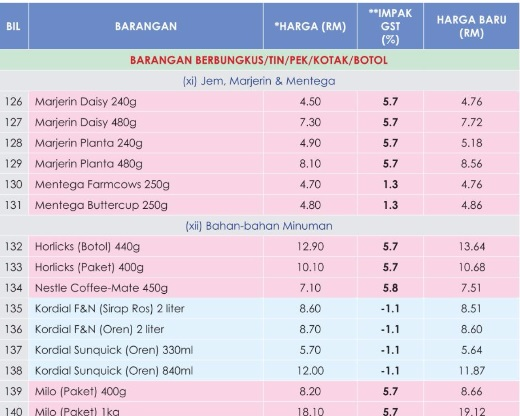 BIL BARANGAN *HARGA (RM) **IMPAK GST (%) HARGA BARU (RM)
BARANGAN BERBUNGKUS/TIN/PEK/KOTAK/BOTOL
(xi) Jem, Marjerin & Mentega
126 Marjerin Daisy 240g 4.50 5.7 4.76
127 Marjerin Daisy 480g 7.30 5.7 7.72
128 Marjerin Planta 240g 4.90 5.7 5.18
129 Marjerin Planta 480g 8.10 5.7 8.56
130 Mentega Farmcows 250g 4.70 1.3 4.76
131 Mentega Buttercup 250g 4.80 1.3 4.86
(xii) Bahan-bahan Minuman
132 Horlicks (Botol) 440g 12.90 5.7 13.64
133 Horlicks (Paket) 400g 10.10 5.7 10.68
134 Nestle Coffee-Mate 450g 7.10 5.8 7.51
135 Kordial F&N (Sirap Ros) 2 liter 8.60 -1.1 8.51
136 Kordial F&N (Oren) 2 liter 8.70 -1.1 8.60
137 Kordial Sunquick (Oren) 330ml 5.70 -1.1 5.64
138 Kordial Sunquick (Oren) 840ml 12.00 -1.1 11.87
139 Milo (Paket) 400g 8.20 5.7 8.66
140 Milo (Paket) 1kg 18.10 5.7 19.12